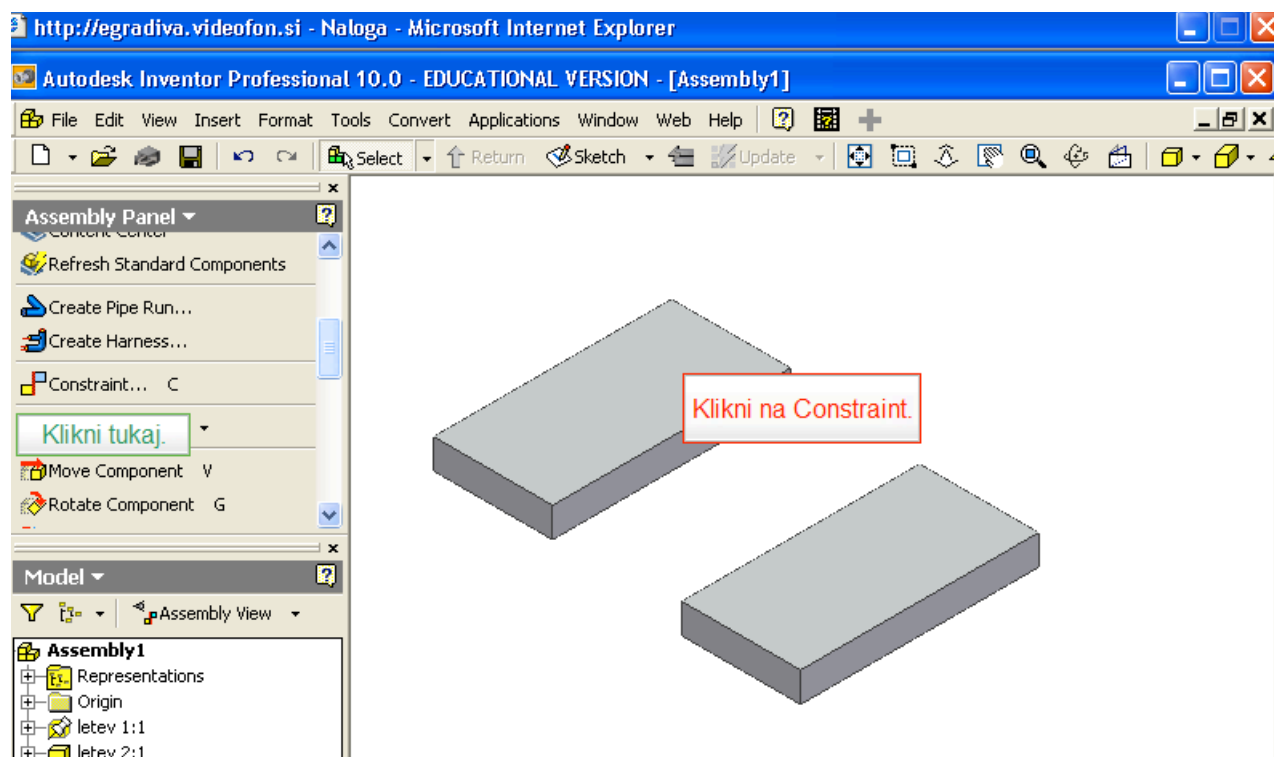 http://egradiva.videofon.si - Naloga - Microsoft Internet Explorer
Autodesk Inventor Professional 10.0 - EDUCATIONAL VERSION - [Assembly1]
File Edit View Insert Format Tools Convert Applications Window Web Help
Select Return Sketch Update
Assembly Panel
Content Center
Refresh Standard Components
Create Pipe Run...
Create Harness...
Constraint... C
Klikni tukaj.
Klikni na Constraint.
Move Component V
Rotate Component G
Model
Assembly View
Assembly1
Representations
Origin
letev 1:1
letev 2:1